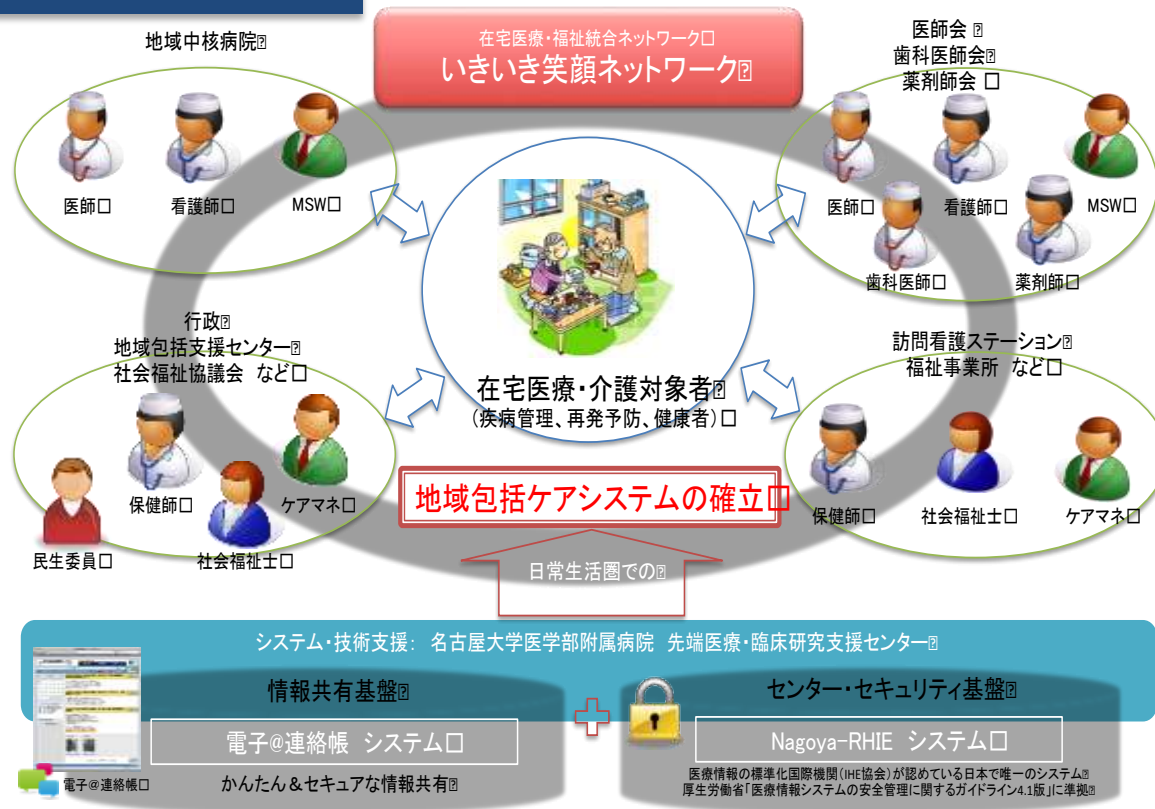 在宅医療・福祉統合ネットワーク
いきいき笑顔ネットワーク
地域中核病院
医師
看護師
MSW
医師会
歯科医師会
薬剤師会
医師
看護師
MSW
歯科医師
薬剤師
在宅医療・介護対象者
(疾病管理、再発予防、健康者)
行政
地域包括支援センター
社会福祉協議会 など
保健師
ケアマネ
民生委員
社会福祉士
訪問看護ステーション
福祉事業所 など
保健師
社会福祉士
ケアマネ
地域包括ケアシステムの確立
日常生活圏での
システム・技術支援: 名古屋大学医学部附属病院 先端医療・臨床研究支援センター
情報共有基盤
電子@連絡帳 システム
かんたん&セキュアな情報共有
電子@連絡帳
センター・セキュリティ基盤
Nagoya-RHIE システム
医療情報の標準化国際機関(IHE協会)が認めている日本で唯一のシステム
厚生労働省「医療情報システムの安全管理に関するガイドライン4.1版」に準拠